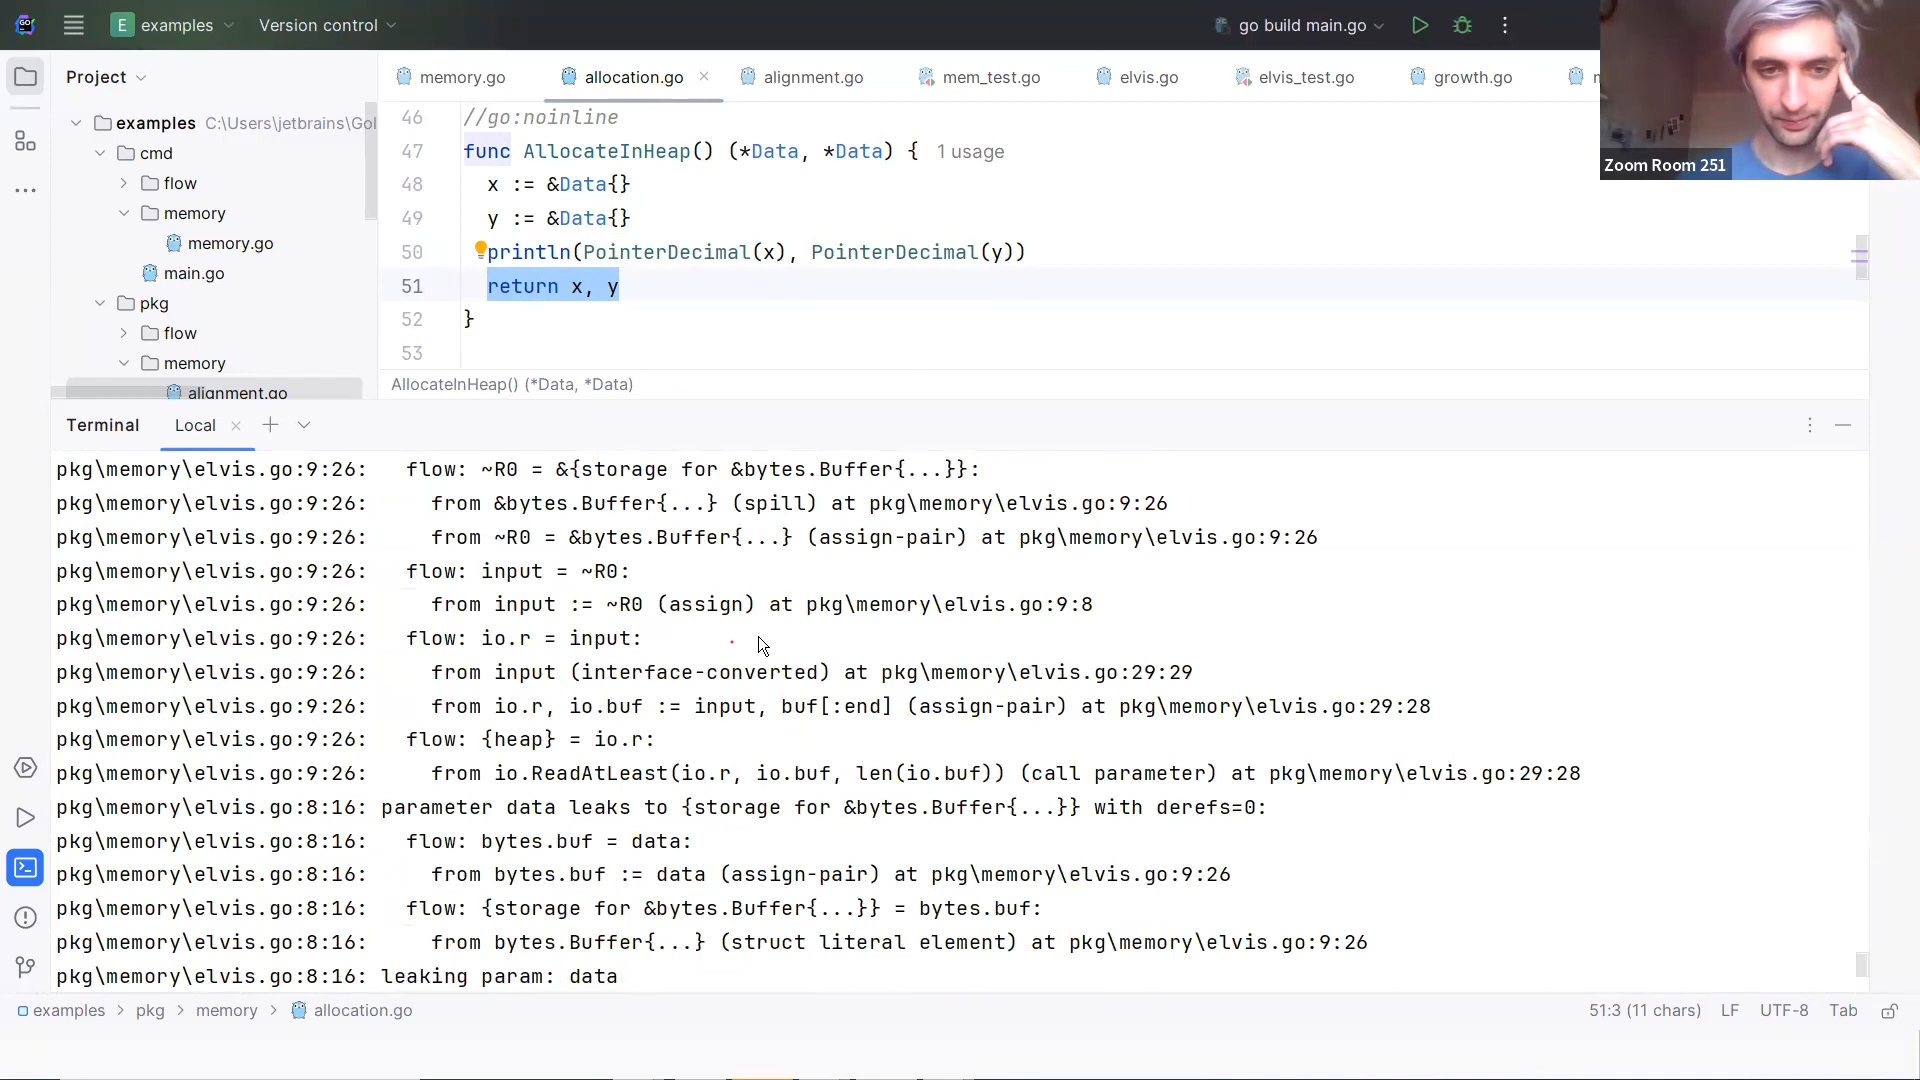 GO E examples Version control go build main.go
Project
memory.go allocation.go alignment.go mem_test.go elvis.go elvis_test.go growth.go
examples C:\Users\jetbrains\Gol
cmd
flow
memory
memory.go
main.go
pkg
flow
memory
alignment.go
46 //go:noinline
47 func AllocateInHeap() (*Data, *Data) { 1 usage
48 x := &Data{}
49 y := &Data{}
50 println(PointerDecimal(x), PointerDecimal(y))
51 return x, y
52 }
53
AllocateInHeap() (*Data, *Data)
Zoom Room 251
Terminal Local
pkg\memory\elvis.go:9:26: flow: ~R0 = &{storage for &bytes.Buffer{...}}:
pkg\memory\elvis.go:9:26: from &bytes.Buffer{...} (spill) at pkg\memory\elvis.go:9:26
pkg\memory\elvis.go:9:26: from ~R0 = &bytes.Buffer{...} (assign-pair) at pkg\memory\elvis.go:9:26
pkg\memory\elvis.go:9:26: flow: input = ~R0:
pkg\memory\elvis.go:9:26: from input := ~R0 (assign) at pkg\memory\elvis.go:9:8
pkg\memory\elvis.go:9:26: flow: io.r = input:
pkg\memory\elvis.go:9:26: from input (interface-converted) at pkg\memory\elvis.go:29:29
pkg\memory\elvis.go:9:26: from io.r, io.buf := input, buf[:end] (assign-pair) at pkg\memory\elvis.go:29:28
pkg\memory\elvis.go:9:26: flow: {heap} = io.r:
pkg\memory\elvis.go:9:26: from io.ReadAtLeast(io.r, io.buf, len(io.buf)) (call parameter) at pkg\memory\elvis.go:29:28
pkg\memory\elvis.go:8:16: parameter data leaks to {storage for &bytes.Buffer{...}} with derefs=0:
pkg\memory\elvis.go:8:16: flow: bytes.buf = data:
pkg\memory\elvis.go:8:16: from bytes.buf := data (assign-pair) at pkg\memory\elvis.go:9:26
pkg\memory\elvis.go:8:16: flow: {storage for &bytes.Buffer{...}} = bytes.buf:
pkg\memory\elvis.go:8:16: from bytes.Buffer{...} (struct literal element) at pkg\memory\elvis.go:9:26
pkg\memory\elvis.go:8:16: leaking param: data
examples > pkg > memory > allocation.go 51:3 (11 chars) LF UTF-8 Tab